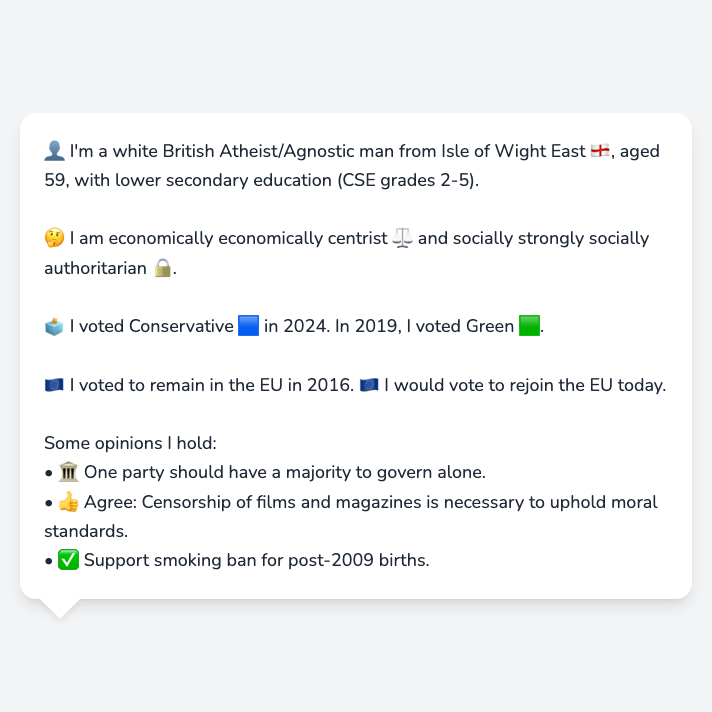 👤 I'm a white British Atheist/Agnostic man from Isle of Wight East 🏴󠁧󠁢󠁥󠁮󠁧󠁿, aged
59, with lower secondary education (CSE grades 2-5).
🤔 I am economically economically centrist ⚖️ and socially strongly socially
authoritarian 🔒.
🗳️ I voted Conservative 🟦 in 2024. In 2019, I voted Green 🟩.
🇪🇺 I voted to remain in the EU in 2016. 🇪🇺 I would vote to rejoin the EU today.
Some opinions I hold:
• 🏛️ One party should have a majority to govern alone.
• 👍 Agree: Censorship of films and magazines is necessary to uphold moral
standards.
• ✅ Support smoking ban for post-2009 births.